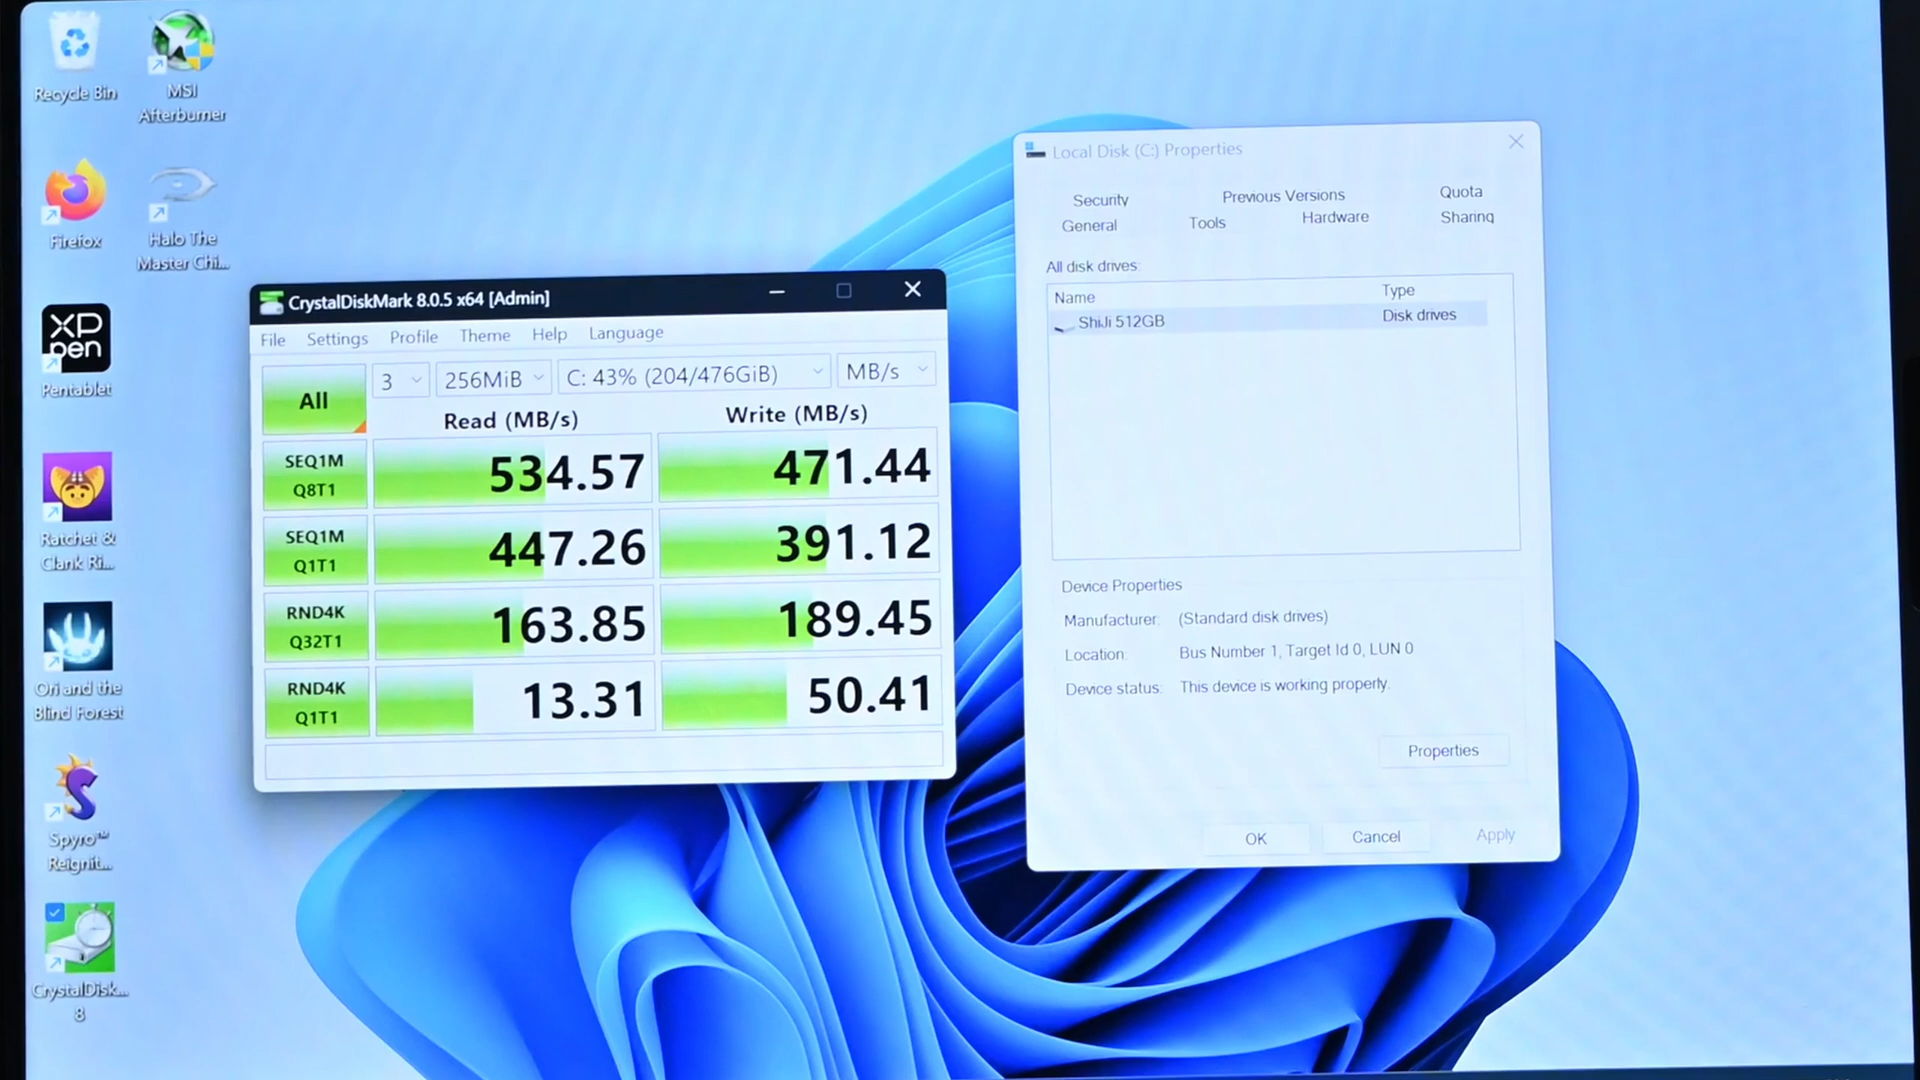 Recycle Bin
MSI
Afterburner
Firefox
Halo The
Master Chi...
XP
pen
Pentablet
Ratchet &
Clank Ri...
Ori and the
Blind Forest
Spyro™
Reignit...
CrystalDisk...
8
CrystalDiskMark 8.0.5 x64 [Admin]
File Settings Profile Theme Help Language
All 3 256MiB C: 43% (204/476GiB) MB/s
Read (MB/s) Write (MB/s)
SEQ1M
Q8T1 534.57 471.44
SEQ1M
Q1T1 447.26 391.12
RND4K
Q32T1 163.85 189.45
RND4K
Q1T1 13.31 50.41
Local Disk (C:) Properties
Security Previous Versions Quota
General Tools Hardware Sharing
All disk drives:
Name Type
ShiJi 512GB Disk drives
Device Properties
Manufacturer: (Standard disk drives)
Location: Bus Number 1, Target Id 0, LUN 0
Device status: This device is working properly.
Properties
OK Cancel Apply